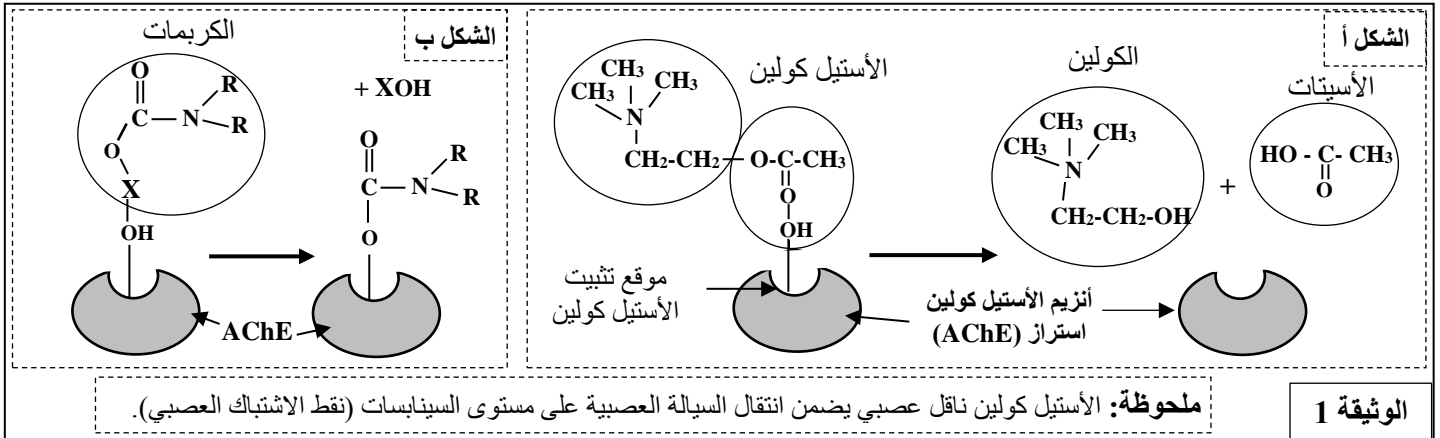 الشكل أ
الأستيل كولين
الكولين
الأسيتات
CH3
CH3
CH3
N
CH2-CH2
O-C-CH3
O
OH
CH3
CH3
CH3
N
CH2-CH2-OH
+
HO - C- CH3
O
موقع تثبيت
الأستيل كولين
أنزيم الأستيل كولين
استراز (AChE)
الشكل ب
الكربمات
O
C
N
R
R
O
X
OH
+ XOH
O
C
N
R
R
O
AChE
الوثيقة 1
ملحوظة: الأستيل كولين ناقل عصبي يضمن انتقال السيالة العصبية على مستوى السينابسات (نقط الاشتباك العصبي).